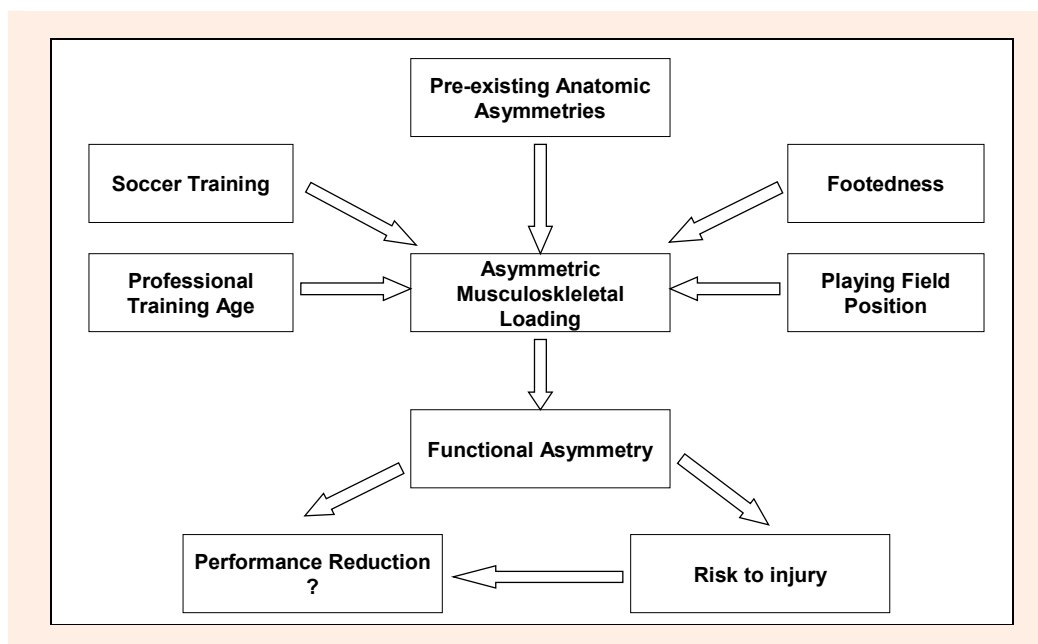 Pre-existing Anatomic
Asymmetries
Soccer Training
Footedness
Professional
Training Age
Asymmetric
Musculoskleletal
Loading
Playing Field
Position
Functional Asymmetry
Performance Reduction
?
Risk to injury